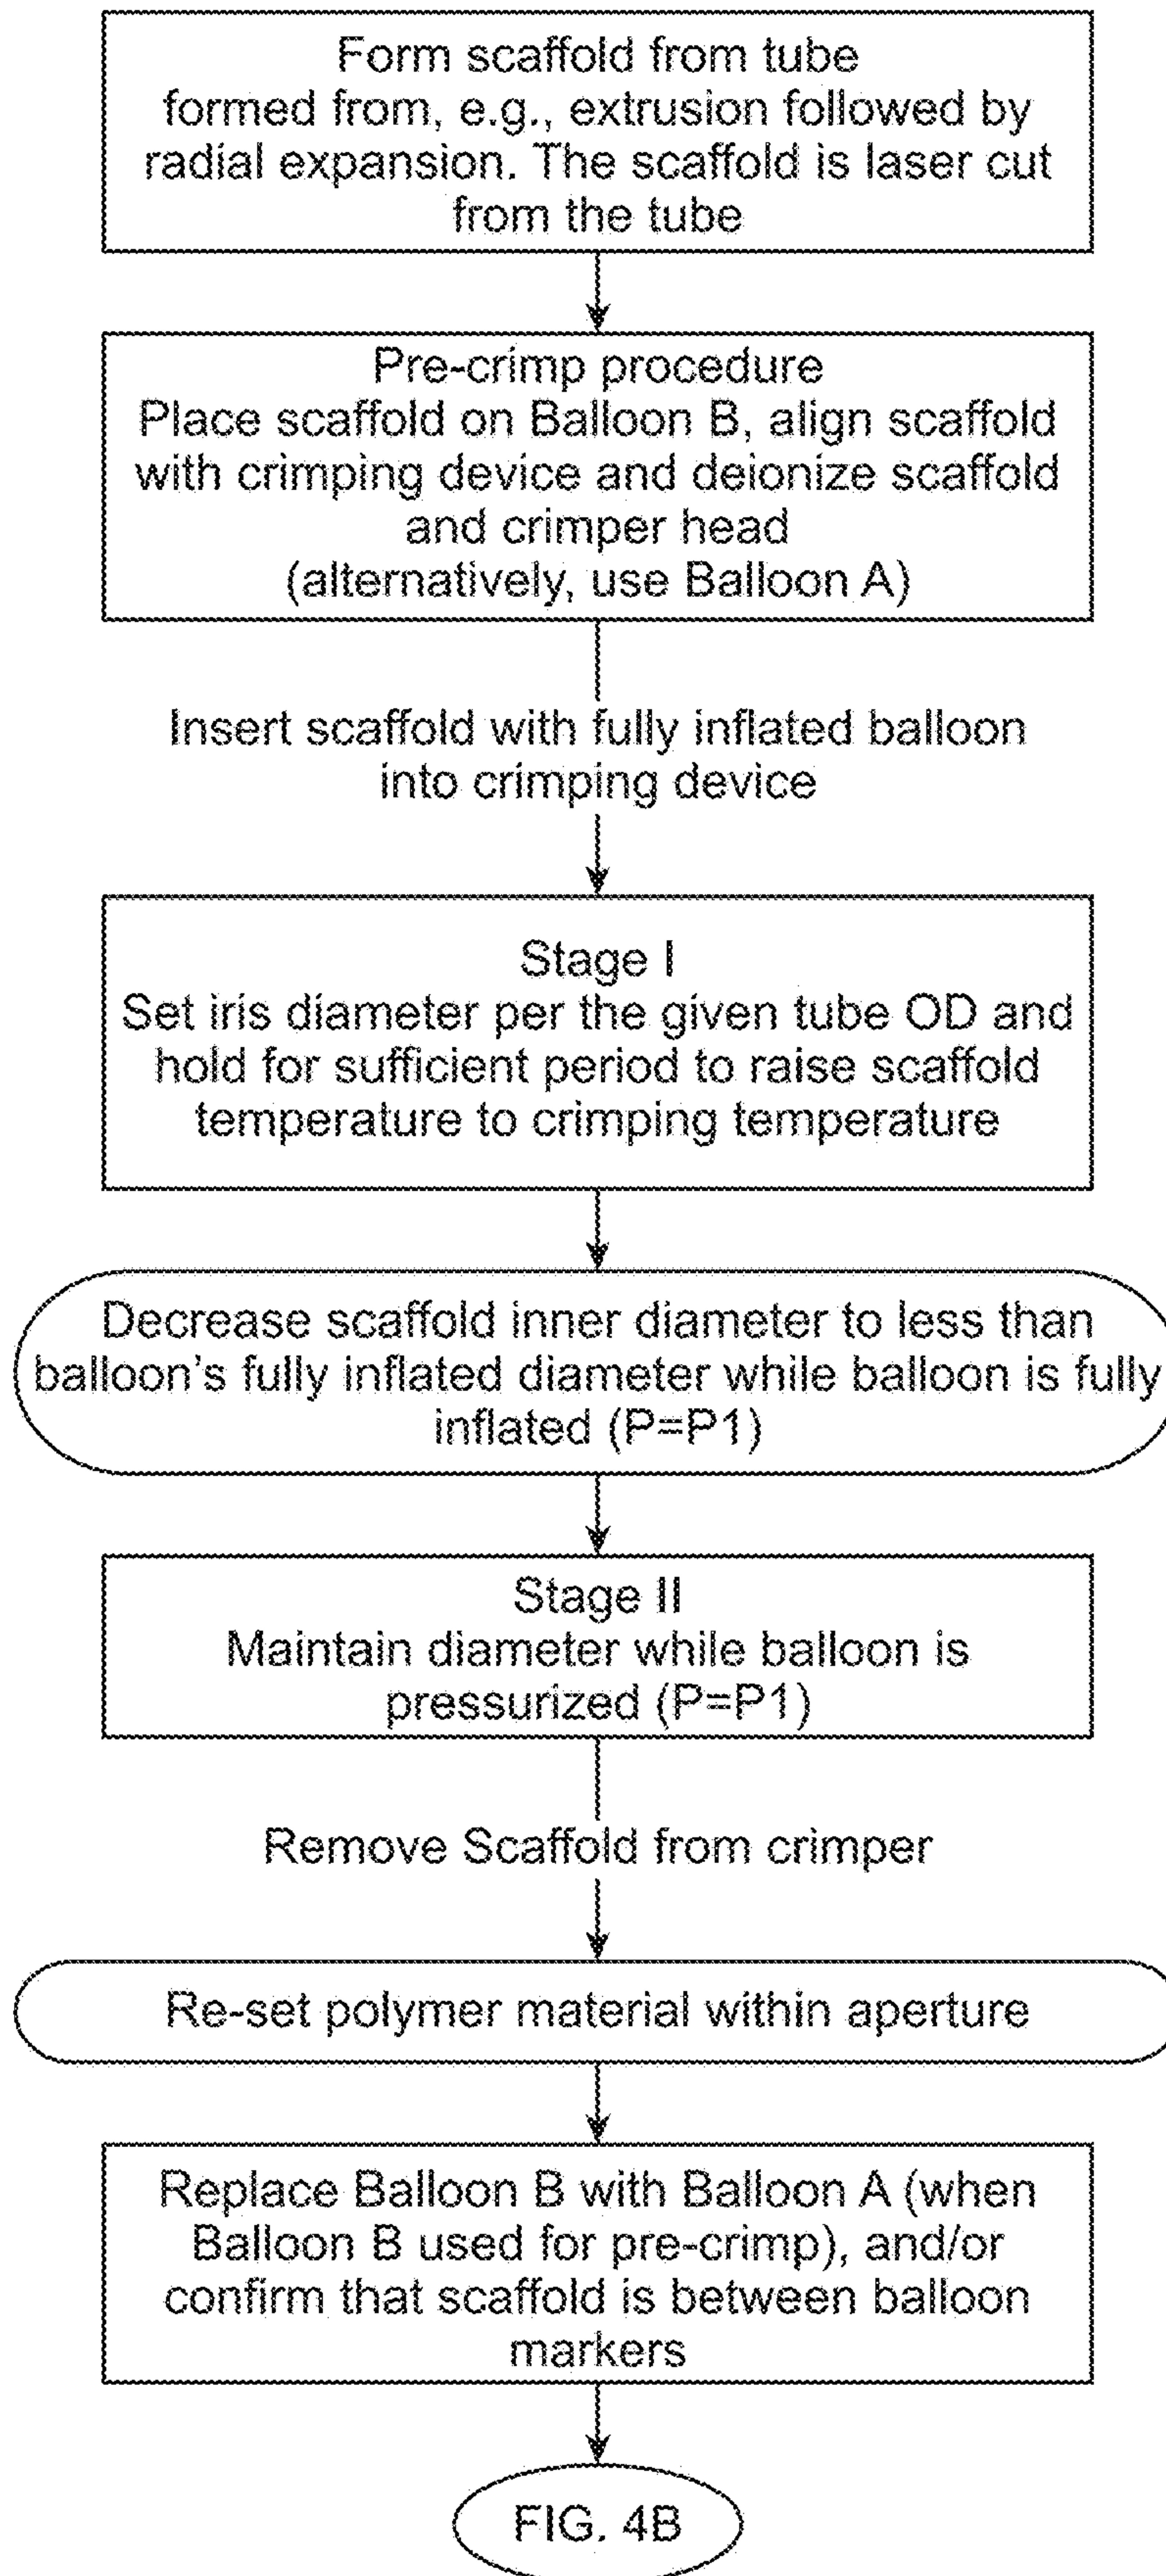 Form scaffold from tube
formed from, e.g., extrusion followed by
radial expansion. The scaffold is laser cut
from the tube
Pre-crimp procedure
Place scaffold on Balloon B, align scaffold
with crimping device and deionize scaffold
and crimper head
(alternatively, use Balloon A)
Insert scaffold with fully inflated balloon
into crimping device
Stage I
Set iris diameter per the given tube OD and
hold for sufficient period to raise scaffold
temperature to crimping temperature
Decrease scaffold inner diameter to less than
balloon's fully inflated diameter while balloon is fully
inflated (P=P1)
Stage II
Maintain diameter while balloon is
pressurized (P=P1)
Remove Scaffold from crimper
Re-set polymer material within aperture
Replace Balloon B with Balloon A (when
Balloon B used for pre-crimp), and/or
confirm that scaffold is between balloon
markers
FIG. 4B